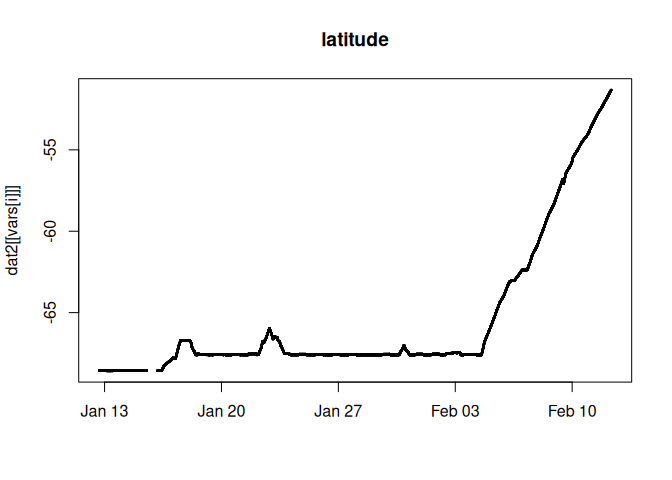 latitude
dat2[[vars[i]]]
-55
-60
-65
Jan 13
Jan 20
Jan 27
Feb 03
Feb 10